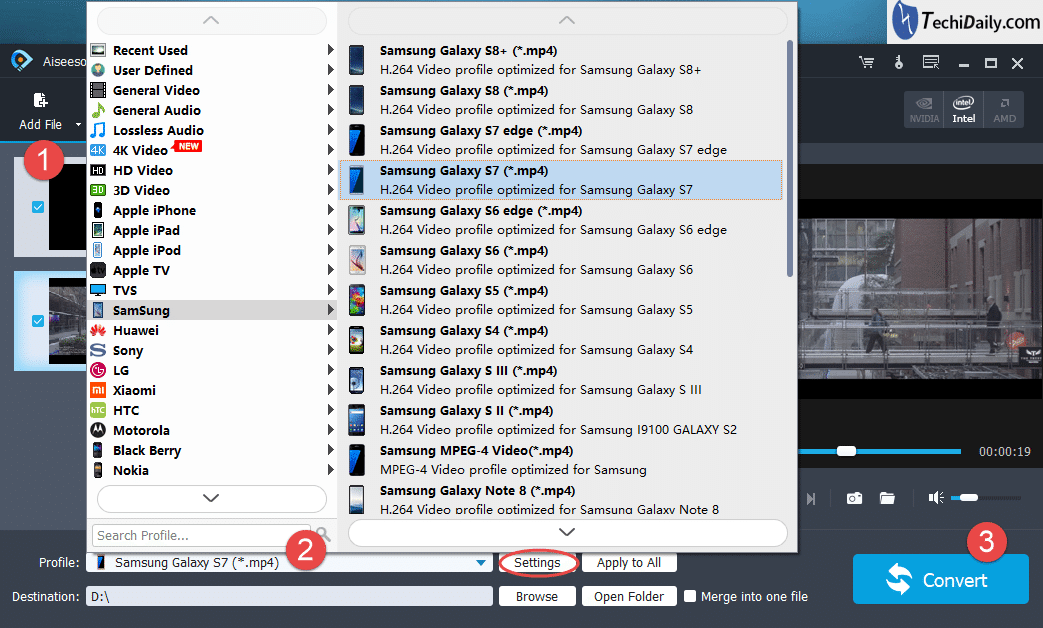 TechiDaily.com
Aiseeso
Add File
1
NVIDIA
Intel
AMD
Recent Used
User Defined
General Video
General Audio
Lossless Audio
4K Video NEW
HD Video
3D Video
Apple iPhone
Apple iPad
Apple iPod
Apple TV
TVS
SamSung
Huawei
Sony
LG
Xiaomi
HTC
Motorola
Black Berry
Nokia
Search Profile...
Samsung Galaxy S8+ (*.mp4)
H.264 Video profile optimized for Samsung Galaxy S8+
Samsung Galaxy S8 (*.mp4)
H.264 Video profile optimized for Samsung Galaxy S8
Samsung Galaxy S7 edge (*.mp4)
H.264 Video profile optimized for Samsung Galaxy S7 edge
Samsung Galaxy S7 (*.mp4)
H.264 Video profile optimized for Samsung Galaxy S7
Samsung Galaxy S6 edge (*.mp4)
H.264 Video profile optimized for Samsung Galaxy S6 edge
Samsung Galaxy S6 (*.mp4)
H.264 Video profile optimized for Samsung Galaxy S6
Samsung Galaxy S5 (*.mp4)
H.264 Video profile optimized for Samsung Galaxy S5
Samsung Galaxy S4 (*.mp4)
H.264 Video profile optimized for Samsung Galaxy S4
Samsung Galaxy S III (*.mp4)
H.264 Video profile optimized for Samsung Galaxy S III
Samsung Galaxy S II (*.mp4)
H.264 Video profile optimized for Samsung I9100 GALAXY S2
Samsung MPEG-4 Video(*.mp4)
MPEG-4 Video profile optimized for Samsung
Samsung Galaxy Note 8 (*.mp4)
H.264 Video profile optimized for Samsung Galaxy Note 8
00:00:19
2
3
Profile: Samsung Galaxy S7 (*.mp4) Settings Apply to All
Convert
Destination: D:\ Browse Open Folder Merge into one file